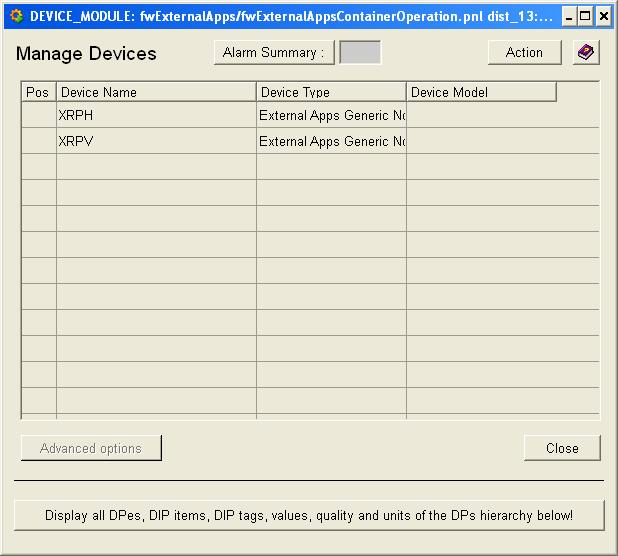 DEVICE_MODULE: fwExternalApps/fwExternalAppsContainerOperation.pnl dist_13:...
Manage Devices Alarm Summary : Action
Pos Device Name Device Type Device Model
XRPH External Apps Generic No
XRPV External Apps Generic No
Advanced options Close
Display all DPes, DIP items, DIP tags, values, quality and units of the DPs hierarchy below!